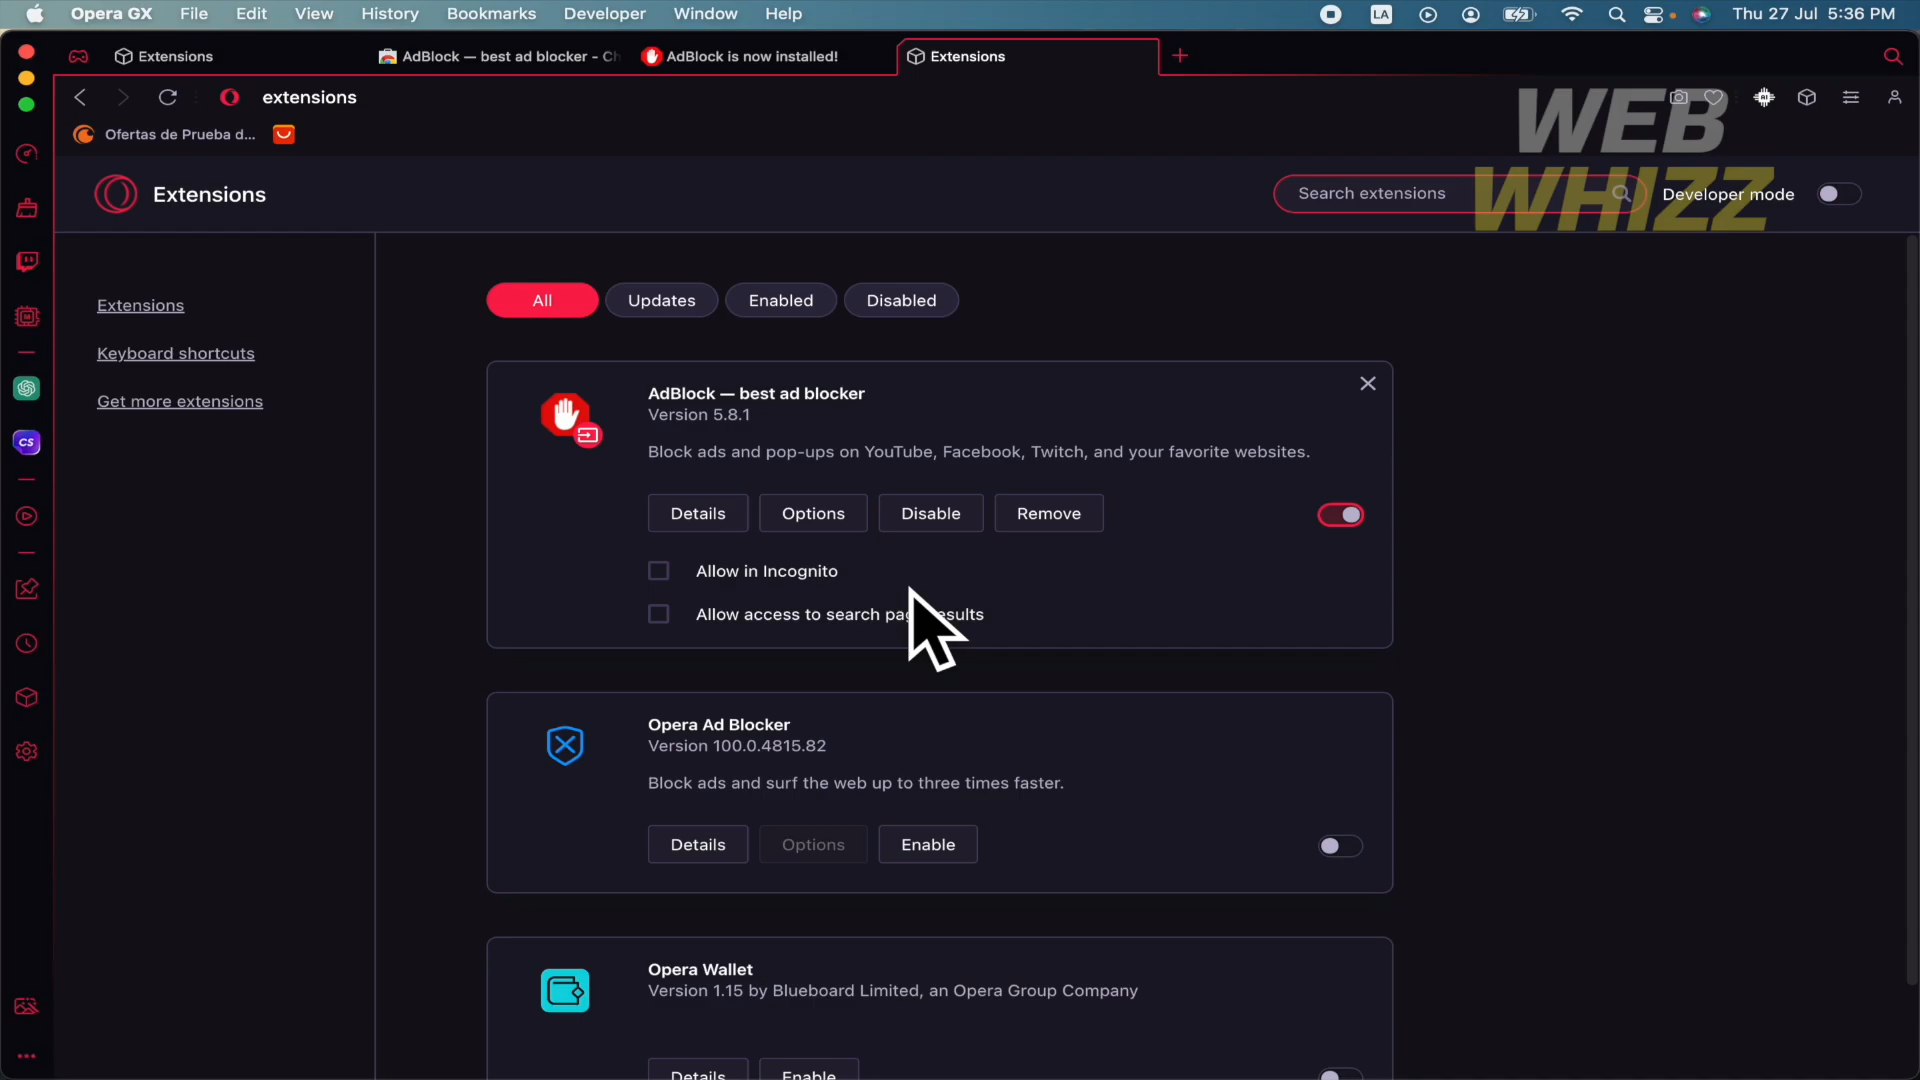 Opera GX File Edit View History Bookmarks Developer Window Help LA Thu 27 Jul 5:36 PM
Extensions AdBlock — best ad blocker - Ch AdBlock is now installed! Extensions
extensions
Ofertas de Prueba d...
WEB
WHIZZ
Extensions Search extensions Developer mode
Extensions
Keyboard shortcuts
Get more extensions
All Updates Enabled Disabled
AdBlock — best ad blocker
Version 5.8.1
Block ads and pop-ups on YouTube, Facebook, Twitch, and your favorite websites.
Details Options Disable Remove
Allow in Incognito
Allow access to search page results
CS
Opera Ad Blocker
Version 100.0.4815.82
Block ads and surf the web up to three times faster.
Details Options Enable
Opera Wallet
Version 1.15 by Blueboard Limited, an Opera Group Company
Details Enable